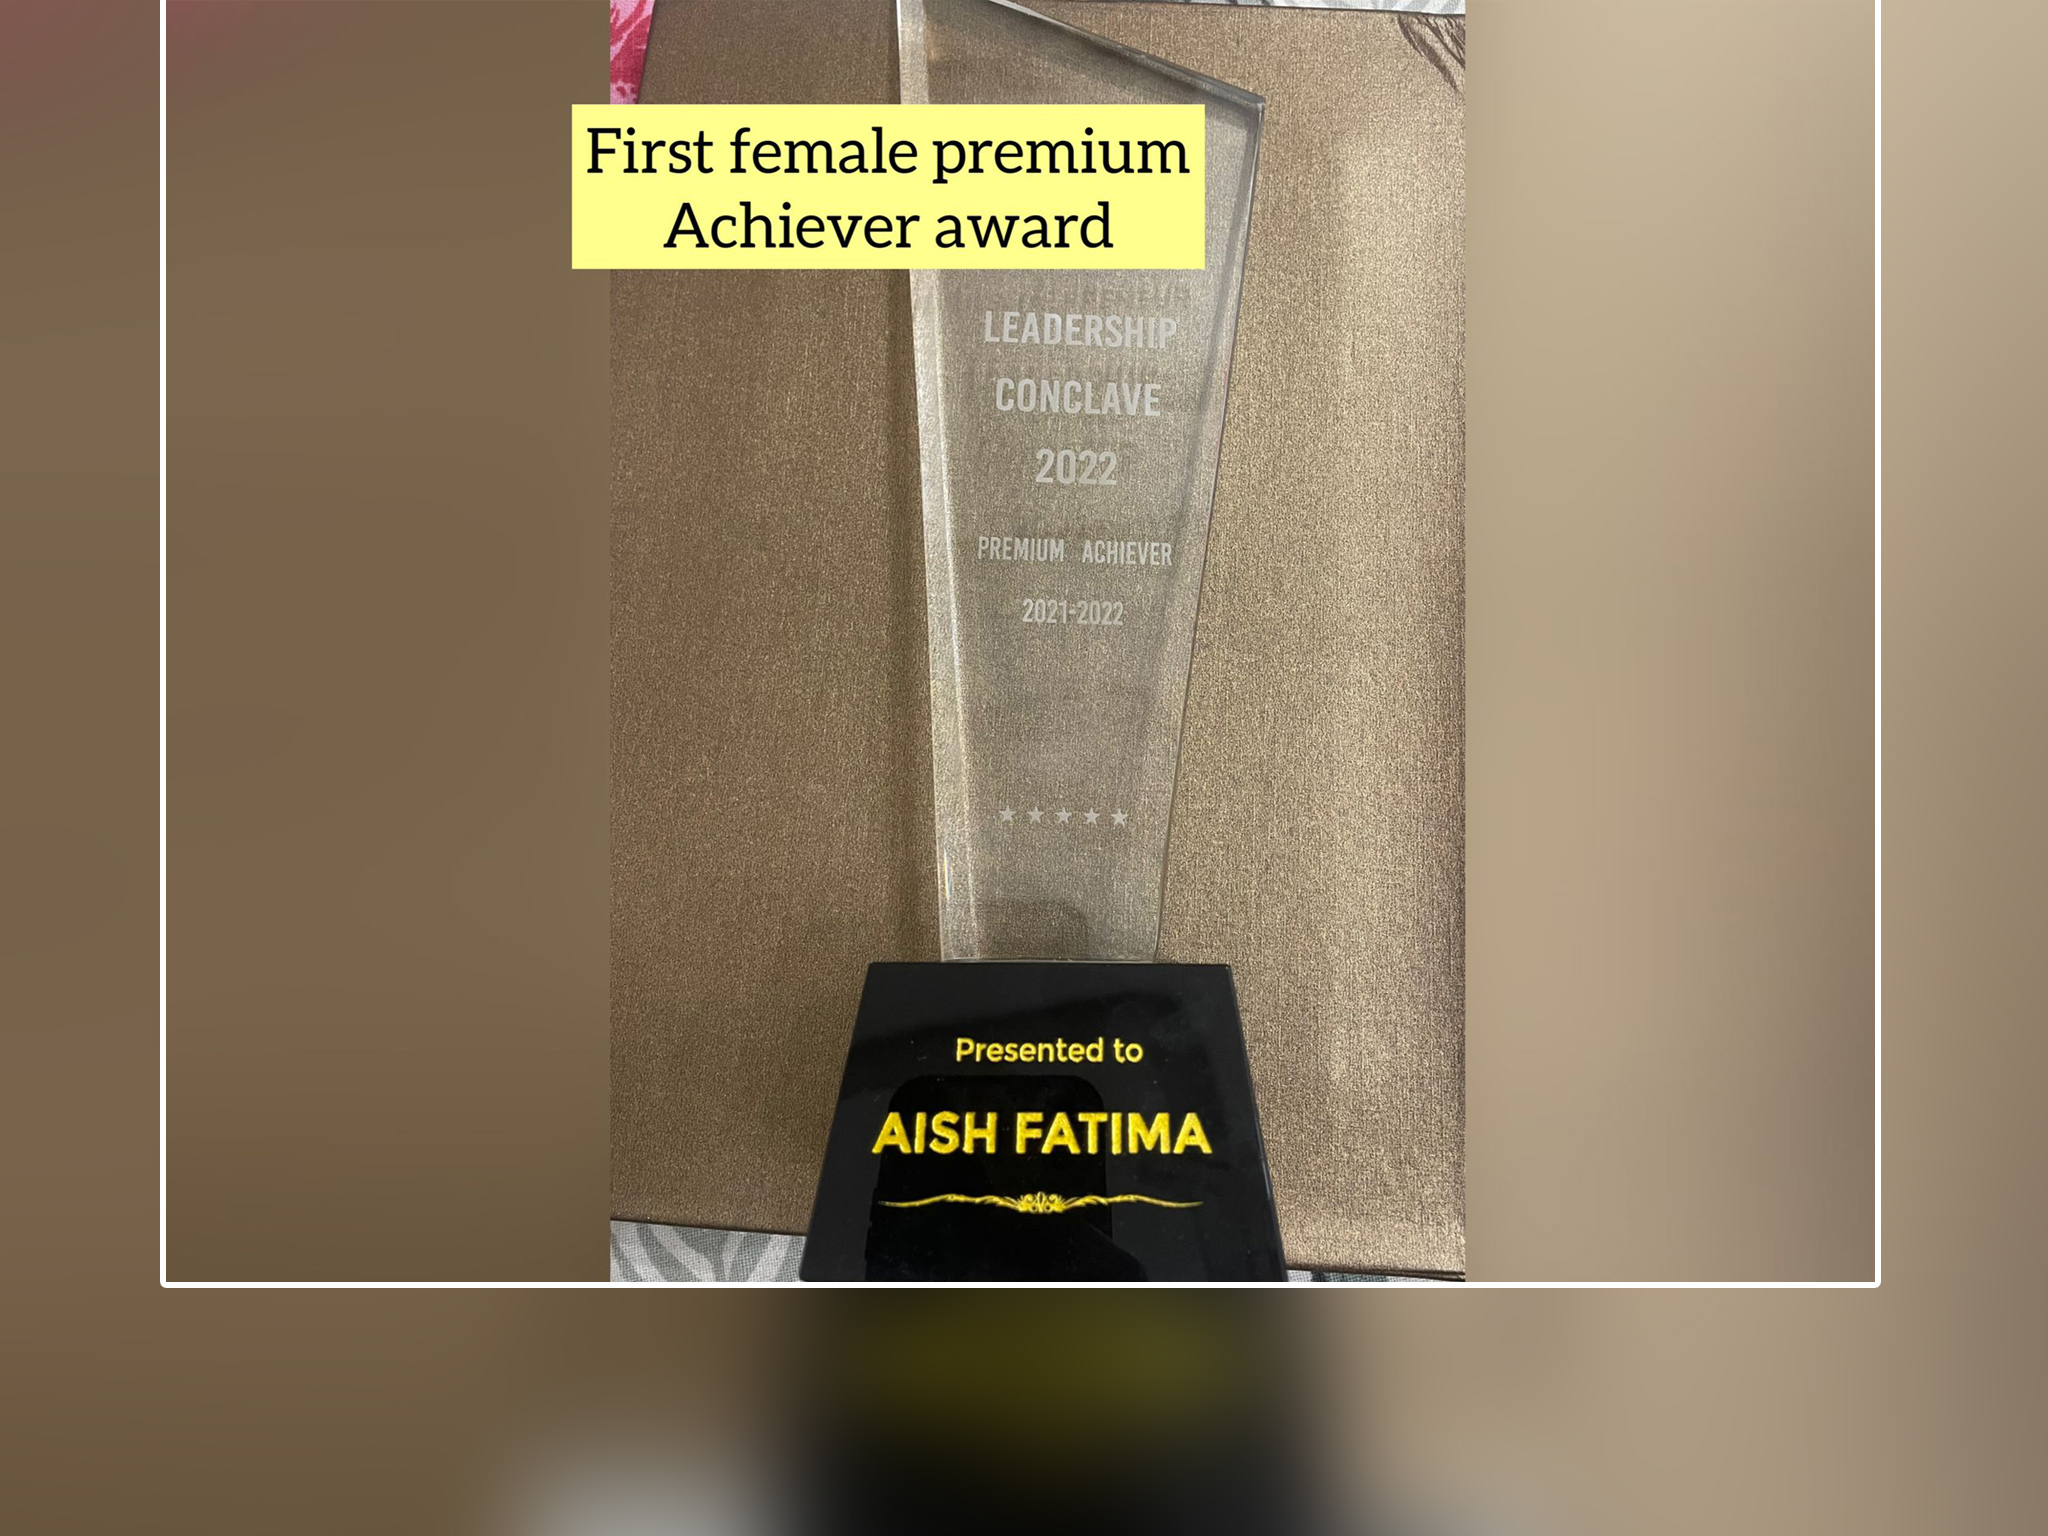 First female premium
Achiever award
LEADERSHIP
CONCLAVE
2022
PREMIUM ACHIEVER
2021-2022
Presented to
AISH FATIMA